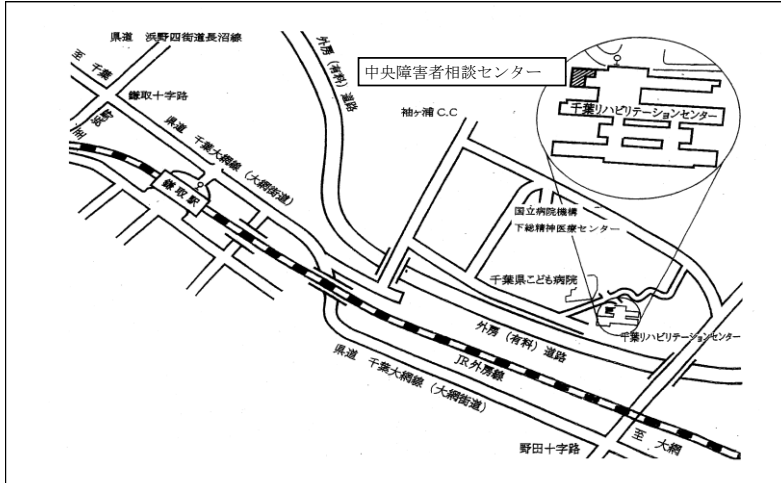 県道 浜野四街道長沼線
至 千葉
鎌取十字路
外房(有料)道路
中央障害者相談センター
千葉リハビリテーションセンター
袖ヶ浦C.C
県道 千葉大網線(大網街道)
鎌取駅
国立病院機構
下総精神医療センター
千葉県こども病院
千葉リハビリテーションセンター
外房(有料)道路
JR外房線
県道 千葉大網線(大網街道)
至 大網
野田十字路